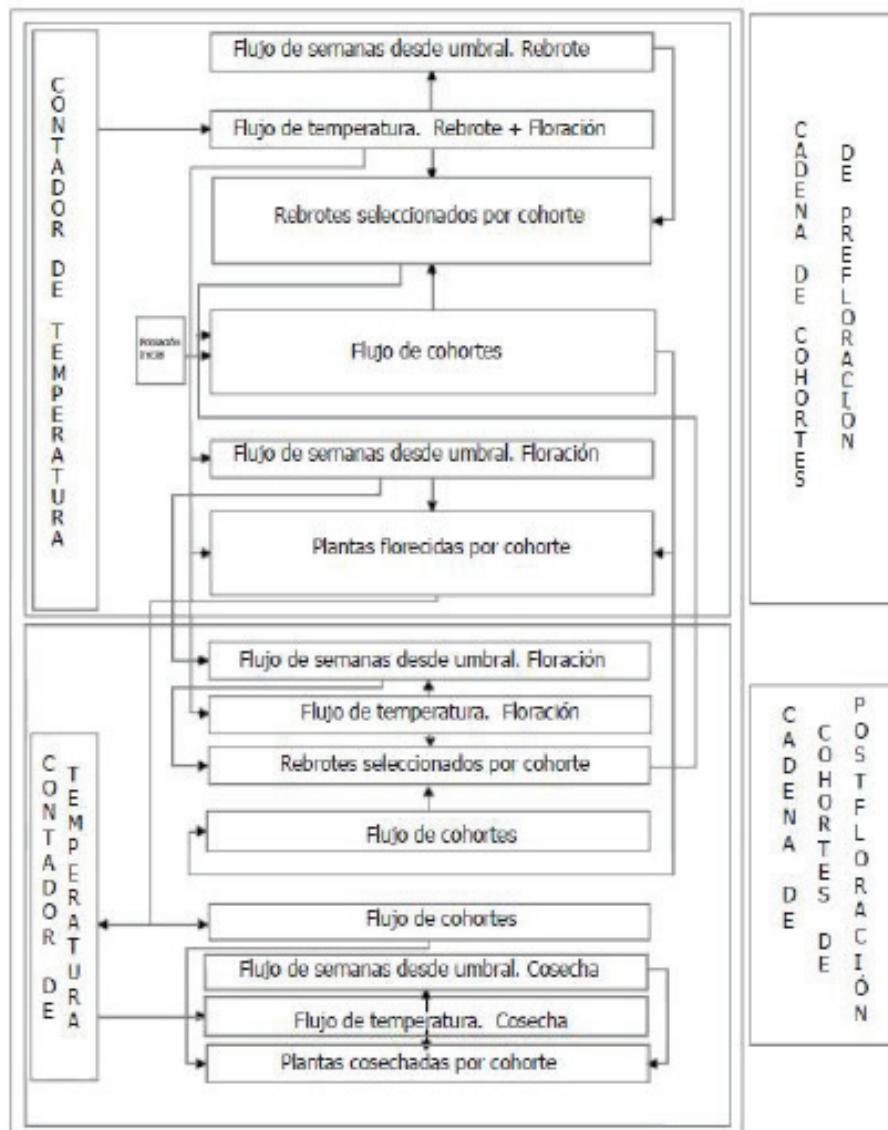 Flujo de semanas desde umbral. Rebrote
Flujo de temperatura. Rebrote + Floración
Rebrotes seleccionados por cohorte
Flujo de cohortes
Flujo de semanas desde umbral. Floración
Plantas florecidas por cohorte
CONTADOR DE TEMPERATURA
CADENA DE COHORTES
DE PREFLORACION
Flujo de semanas desde umbral. Floración
Flujo de temperatura. Floración
Rebrotes seleccionados por cohorte
Flujo de cohortes
Flujo de cohortes
Flujo de semanas desde umbral. Cosecha
Flujo de temperatura. Cosecha
Plantas cosechadas por cohorte
CONTADOR DE
TEMPERATURA
CADENA DE
COHORTES DE
POSTFLORACIÓN